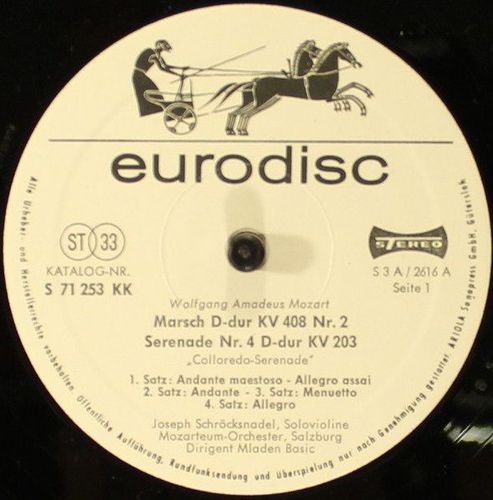 eurodisc
ST 33
KATALOG-NR.
S 71 253 KK
STEREO
S 3 A / 2616 A
Seite 1
Wolfgang Amadeus Mozart
Marsch D-dur KV 408 Nr. 2
Serenade Nr. 4 D-dur KV 203
„Colloredo-Serenade"
1. Satz: Andante maestoso - Allegro assai
2. Satz: Andante - 3. Satz: Menuetto
4. Satz: Allegro
Joseph Schröcksnadel, Solovioline
Mozarteum-Orchester, Salzburg
Dirigent Mladen Basic
Alle Urheber- und Herstellerrechte vorbehalten. Öffentliche Aufführung, Rundfunksendung und Überspielung nur nach Genehmigung gestattet. ARIOLA Sonopress GmbH. Gütersloh